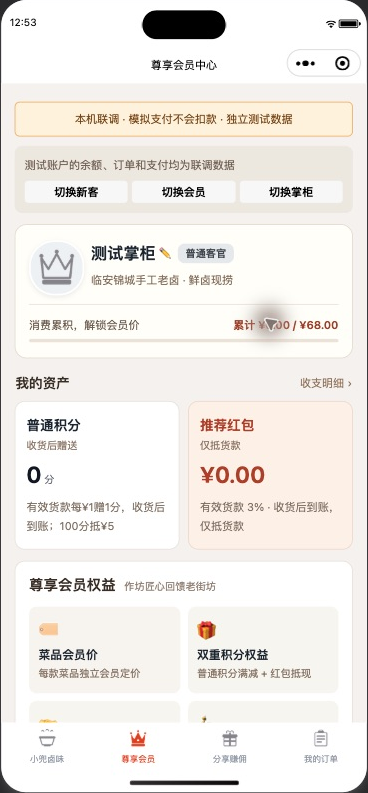 12:53
尊享会员中心
本机联调 · 模拟支付不会扣款 · 独立测试数据
测试账户的余额、订单和支付均为联调数据
切换新客 切换会员 切换掌柜
测试掌柜 普通客官
临安锦城手工老卤 · 鲜卤现捞
消费累积，解锁会员价 累计 / ¥68.00
我的资产 收支明细 ›
普通积分
收货后赠送
0 分
有效货款每¥1赠1分，收货后
到账；100分抵¥5
推荐红包
仅抵货款
¥0.00
有效货款 3% · 收货后到账，
仅抵货款
尊享会员权益 作坊匠心回馈老街坊
菜品会员价
每款菜品独立会员定价
双重积分权益
普通积分满减 + 红包抵现
小兜卤味 尊享会员 分享赚佣 我的订单